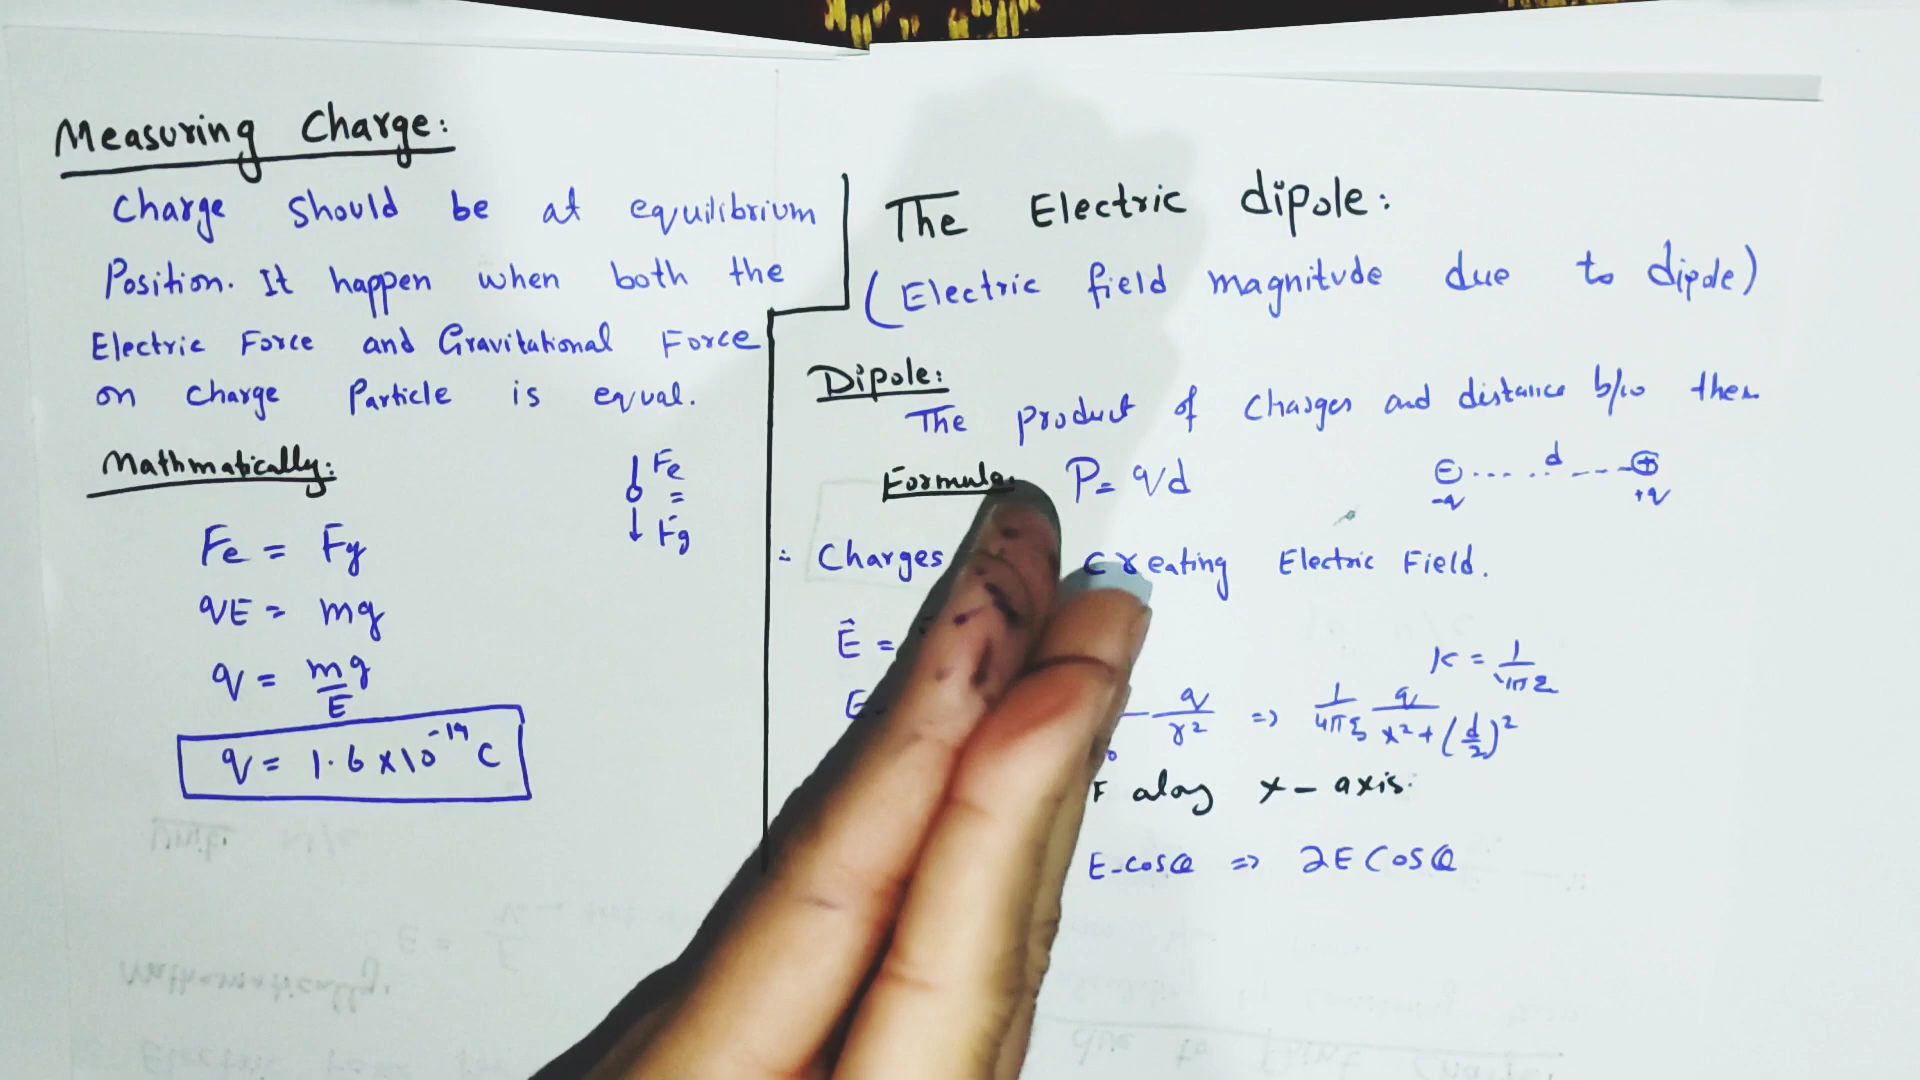 Measuring Charge:
Charge should be at equilibrium
Position. It happen when both the
Electric Force and Gravitational Force
on charge Particle is equal.
Mathmatically:
Fe
=
Fg
Fe = Fg
qE = mg
q = mg/E
q = 1.6 x 10^-19 C
The Electric dipole:
(Electric field magnitude due to dipole)
Dipole:
The product of Charges and distance b/w them
Formula: P = qd
⊖ .... d --- ⊕
-q +q
∴ Charges creating Electric Field.
E⃗ =
K = 1/4πε
E q/r² => 1/4πε q/x²+(d/2)²
along x-axis.
E-cosθ => 2E Cosθ